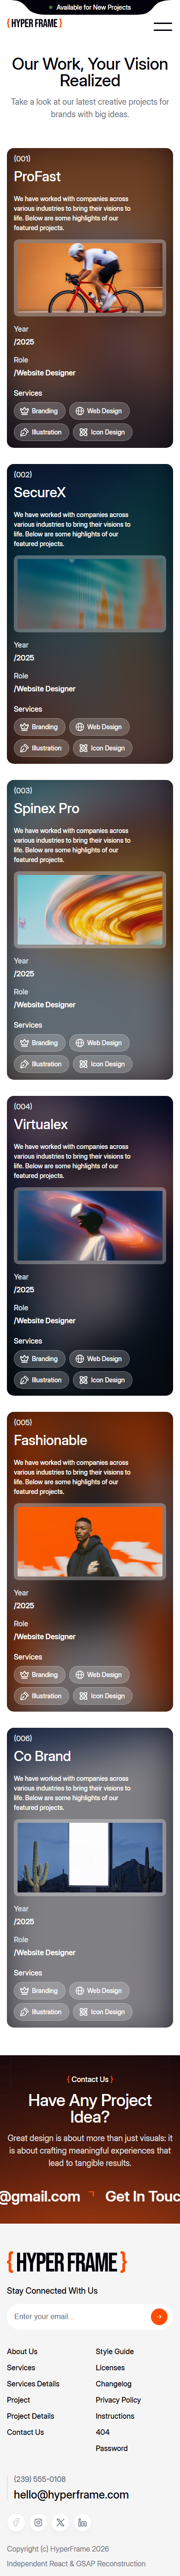 Available for New Projects
{ HYPER FRAME }
Our Work, Your Vision
Realized
Take a look at our latest creative projects for
brands with big ideas.
(001)
ProFast
We have worked with companies across
various industries to bring their visions to
life. Below are some highlights of our
featured projects.
Year
/2025
Role
/Website Designer
Services
Branding
Web Design
Illustration
Icon Design
(002)
SecureX
We have worked with companies across
various industries to bring their visions to
life. Below are some highlights of our
featured projects.
Year
/2025
Role
/Website Designer
Services
Branding
Web Design
Illustration
Icon Design
(003)
Spinex Pro
We have worked with companies across
various industries to bring their visions to
life. Below are some highlights of our
featured projects.
Year
/2025
Role
/Website Designer
Services
Branding
Web Design
Illustration
Icon Design
(004)
Virtualex
We have worked with companies across
various industries to bring their visions to
life. Below are some highlights of our
featured projects.
Year
/2025
Role
/Website Designer
Services
Branding
Web Design
Illustration
Icon Design
(005)
Fashionable
We have worked with companies across
various industries to bring their visions to
life. Below are some highlights of our
featured projects.
Year
/2025
Role
/Website Designer
Services
Branding
Web Design
Illustration
Icon Design
(006)
Co Brand
We have worked with companies across
various industries to bring their visions to
life. Below are some highlights of our
featured projects.
Year
/2025
Role
/Website Designer
Services
Branding
Web Design
Illustration
Icon Design
{ Contact Us }
Have Any Project
Idea?
Great design is about more than just visuals: it
is about crafting meaningful experiences that
lead to tangible results.
@gmail.com Get In Touc
{ HYPER FRAME }
Stay Connected With Us
Enter your email...
About Us
Services
Services Details
Project
Project Details
Contact Us
Style Guide
Licenses
Changelog
Privacy Policy
Instructions
404
Password
(239) 555-0108
hello@hyperframe.com
Copyright (c) HyperFrame 2026
Independent React & GSAP Reconstruction